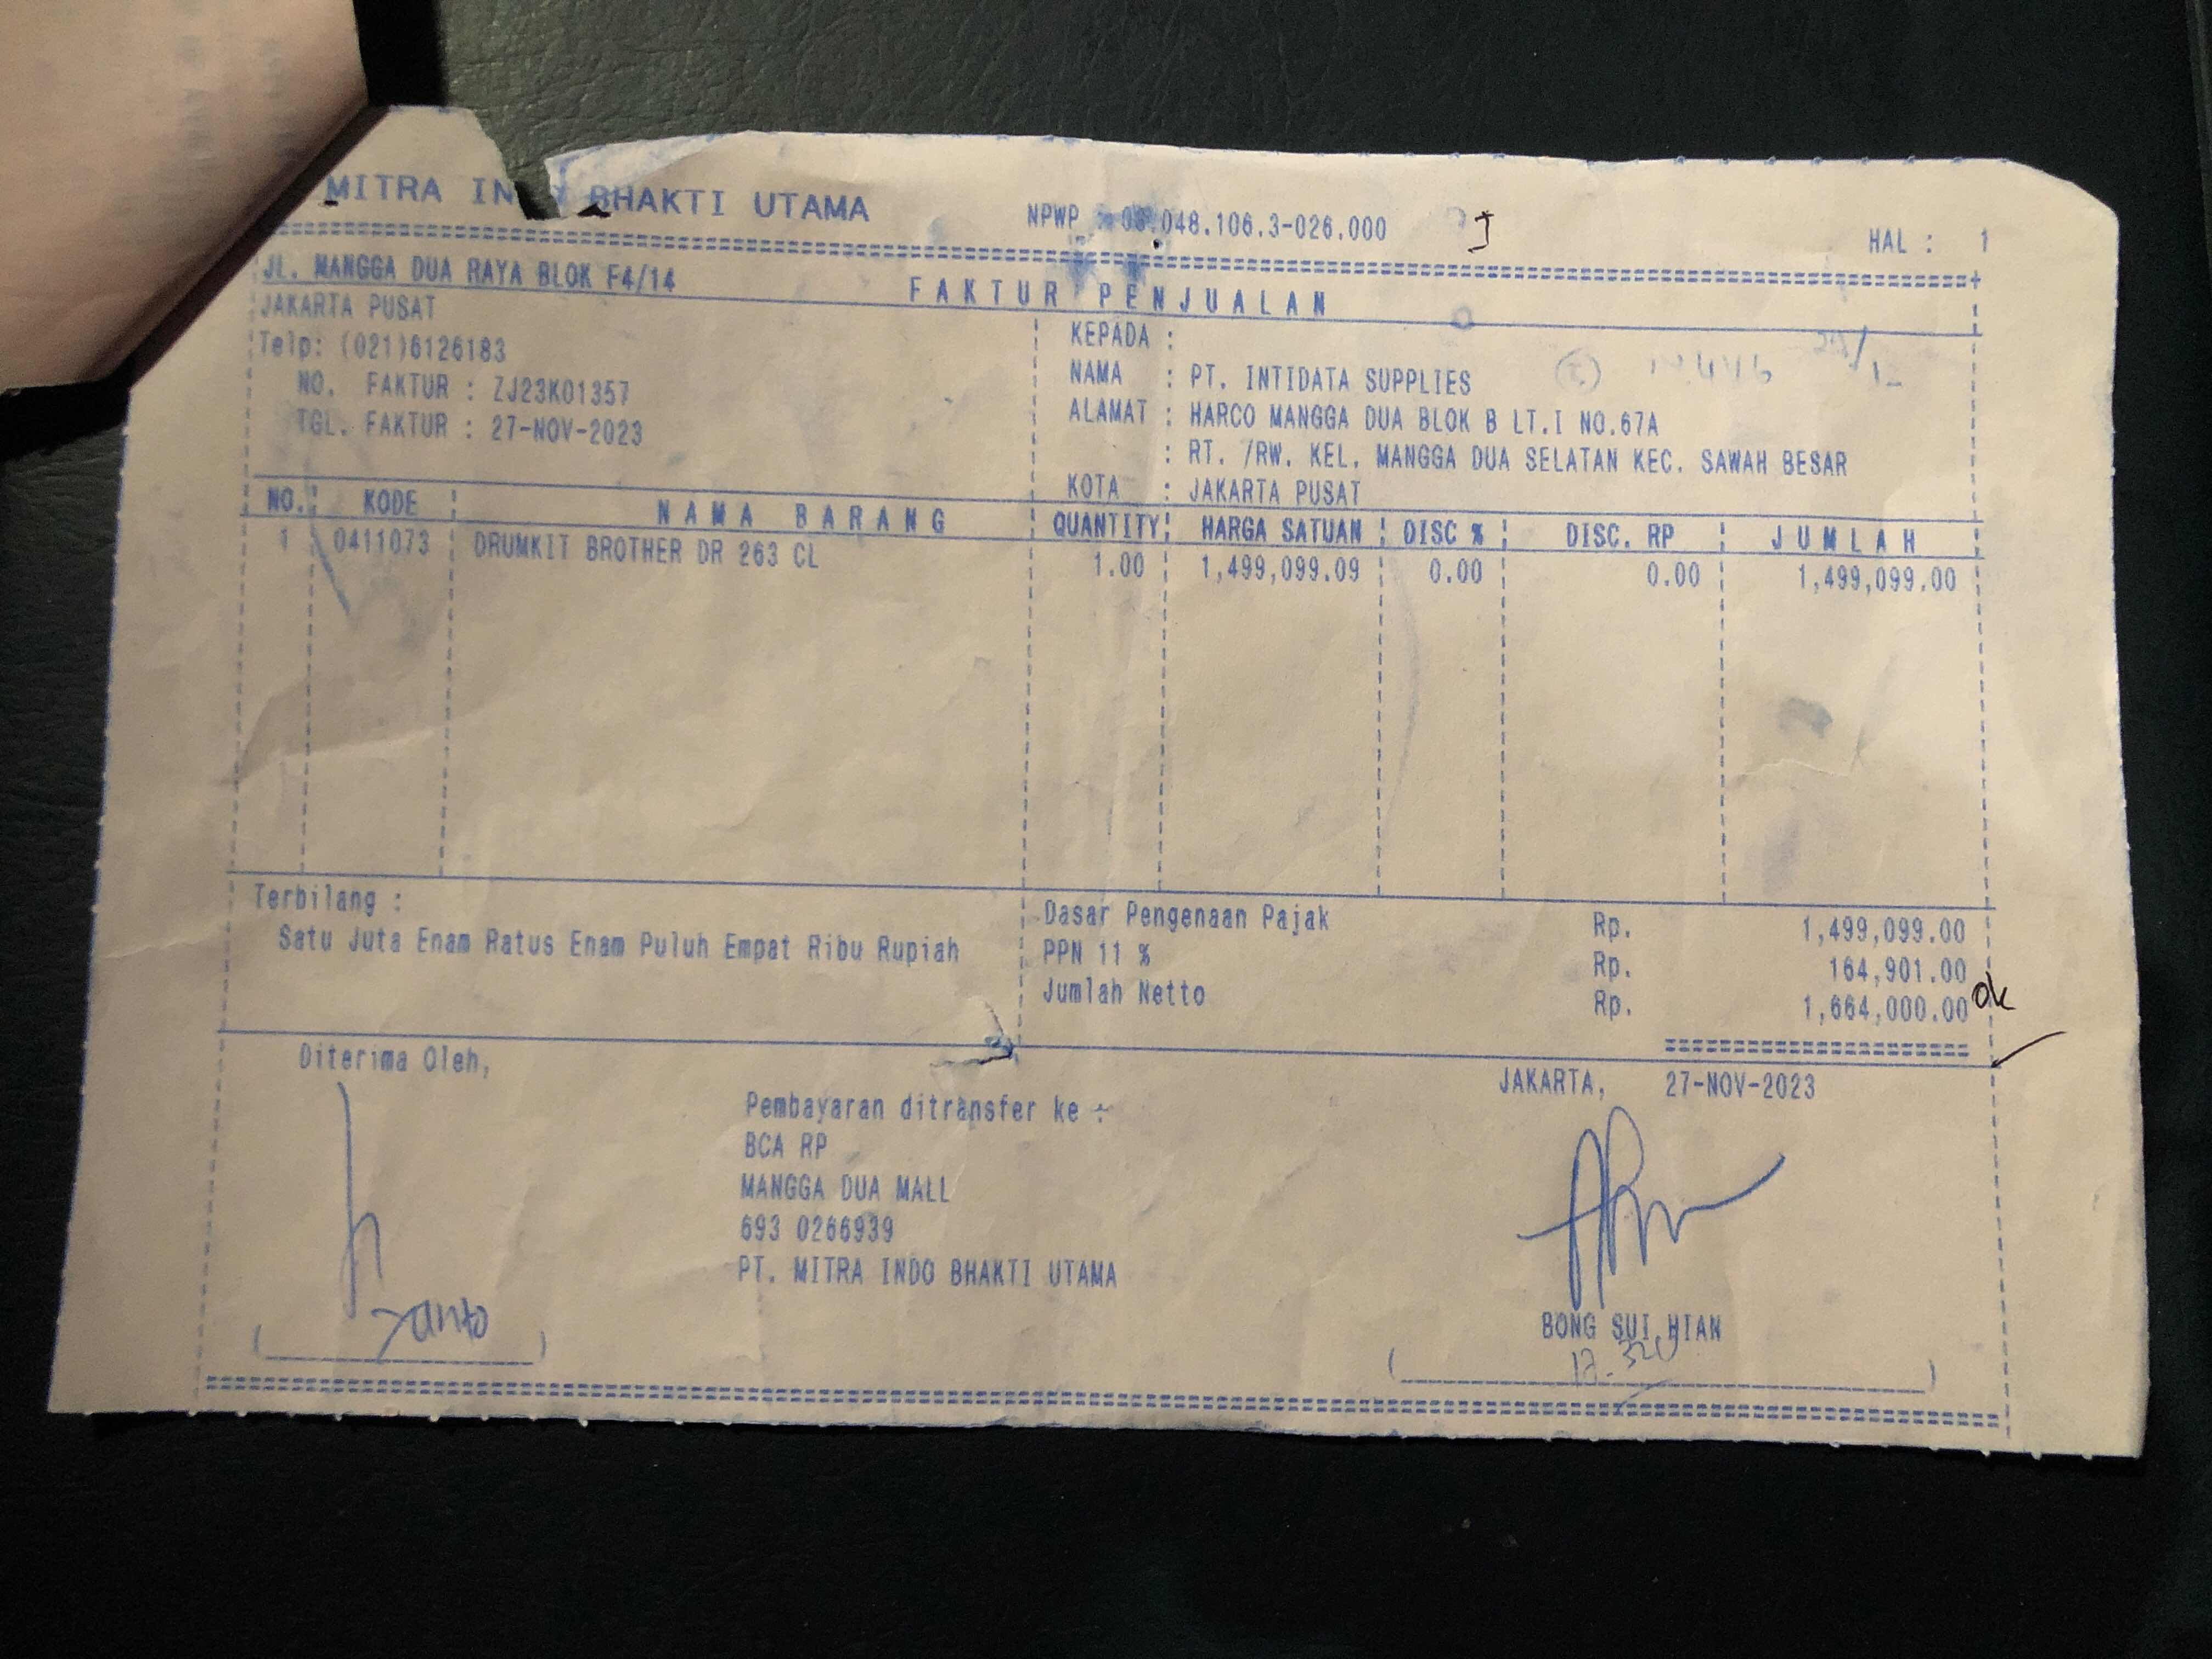 MITRA BHAKTI UTAMA
NPWP : .048.106.3-026.000
HAL : 1
JL. MANGGA DUA RAYA BLOK F4/14
JAKARTA PUSAT
Telp: (021)6126183
NO. FAKTUR : ZJ23K01357
TGL. FAKTUR : 27-NOV-2023
FAKTUR PENJUALAN
KEPADA :
NAMA : PT. INTIDATA SUPPLIES
ALAMAT : HARCO MANGGA DUA BLOK B LT.I NO.67A
: RT. /RW. KEL. MANGGA DUA SELATAN KEC. SAWAH BESAR
KOTA : JAKARTA PUSAT
NO. KODE NAMA BARANG QUANTITY HARGA SATUAN DISC % DISC. RP JUMLAH
1 0411073 DRUMKIT BROTHER DR 263 CL 1.00 1,499,099.09 0.00 0.00 1,499,099.00
Terbilang :
Satu Juta Enam Ratus Enam Puluh Empat Ribu Rupiah
Dasar Pengenaan Pajak Rp. 1,499,099.00
PPN 11 % Rp. 164,901.00
Jumlah Netto Rp. 1,664,000.00 ok
Diterima Oleh,
Yanto
Pembayaran ditransfer ke :
BCA RP
MANGGA DUA MALL
693 0266939
PT. MITRA INDO BHAKTI UTAMA
JAKARTA, 27-NOV-2023
BONG SUI HIAN